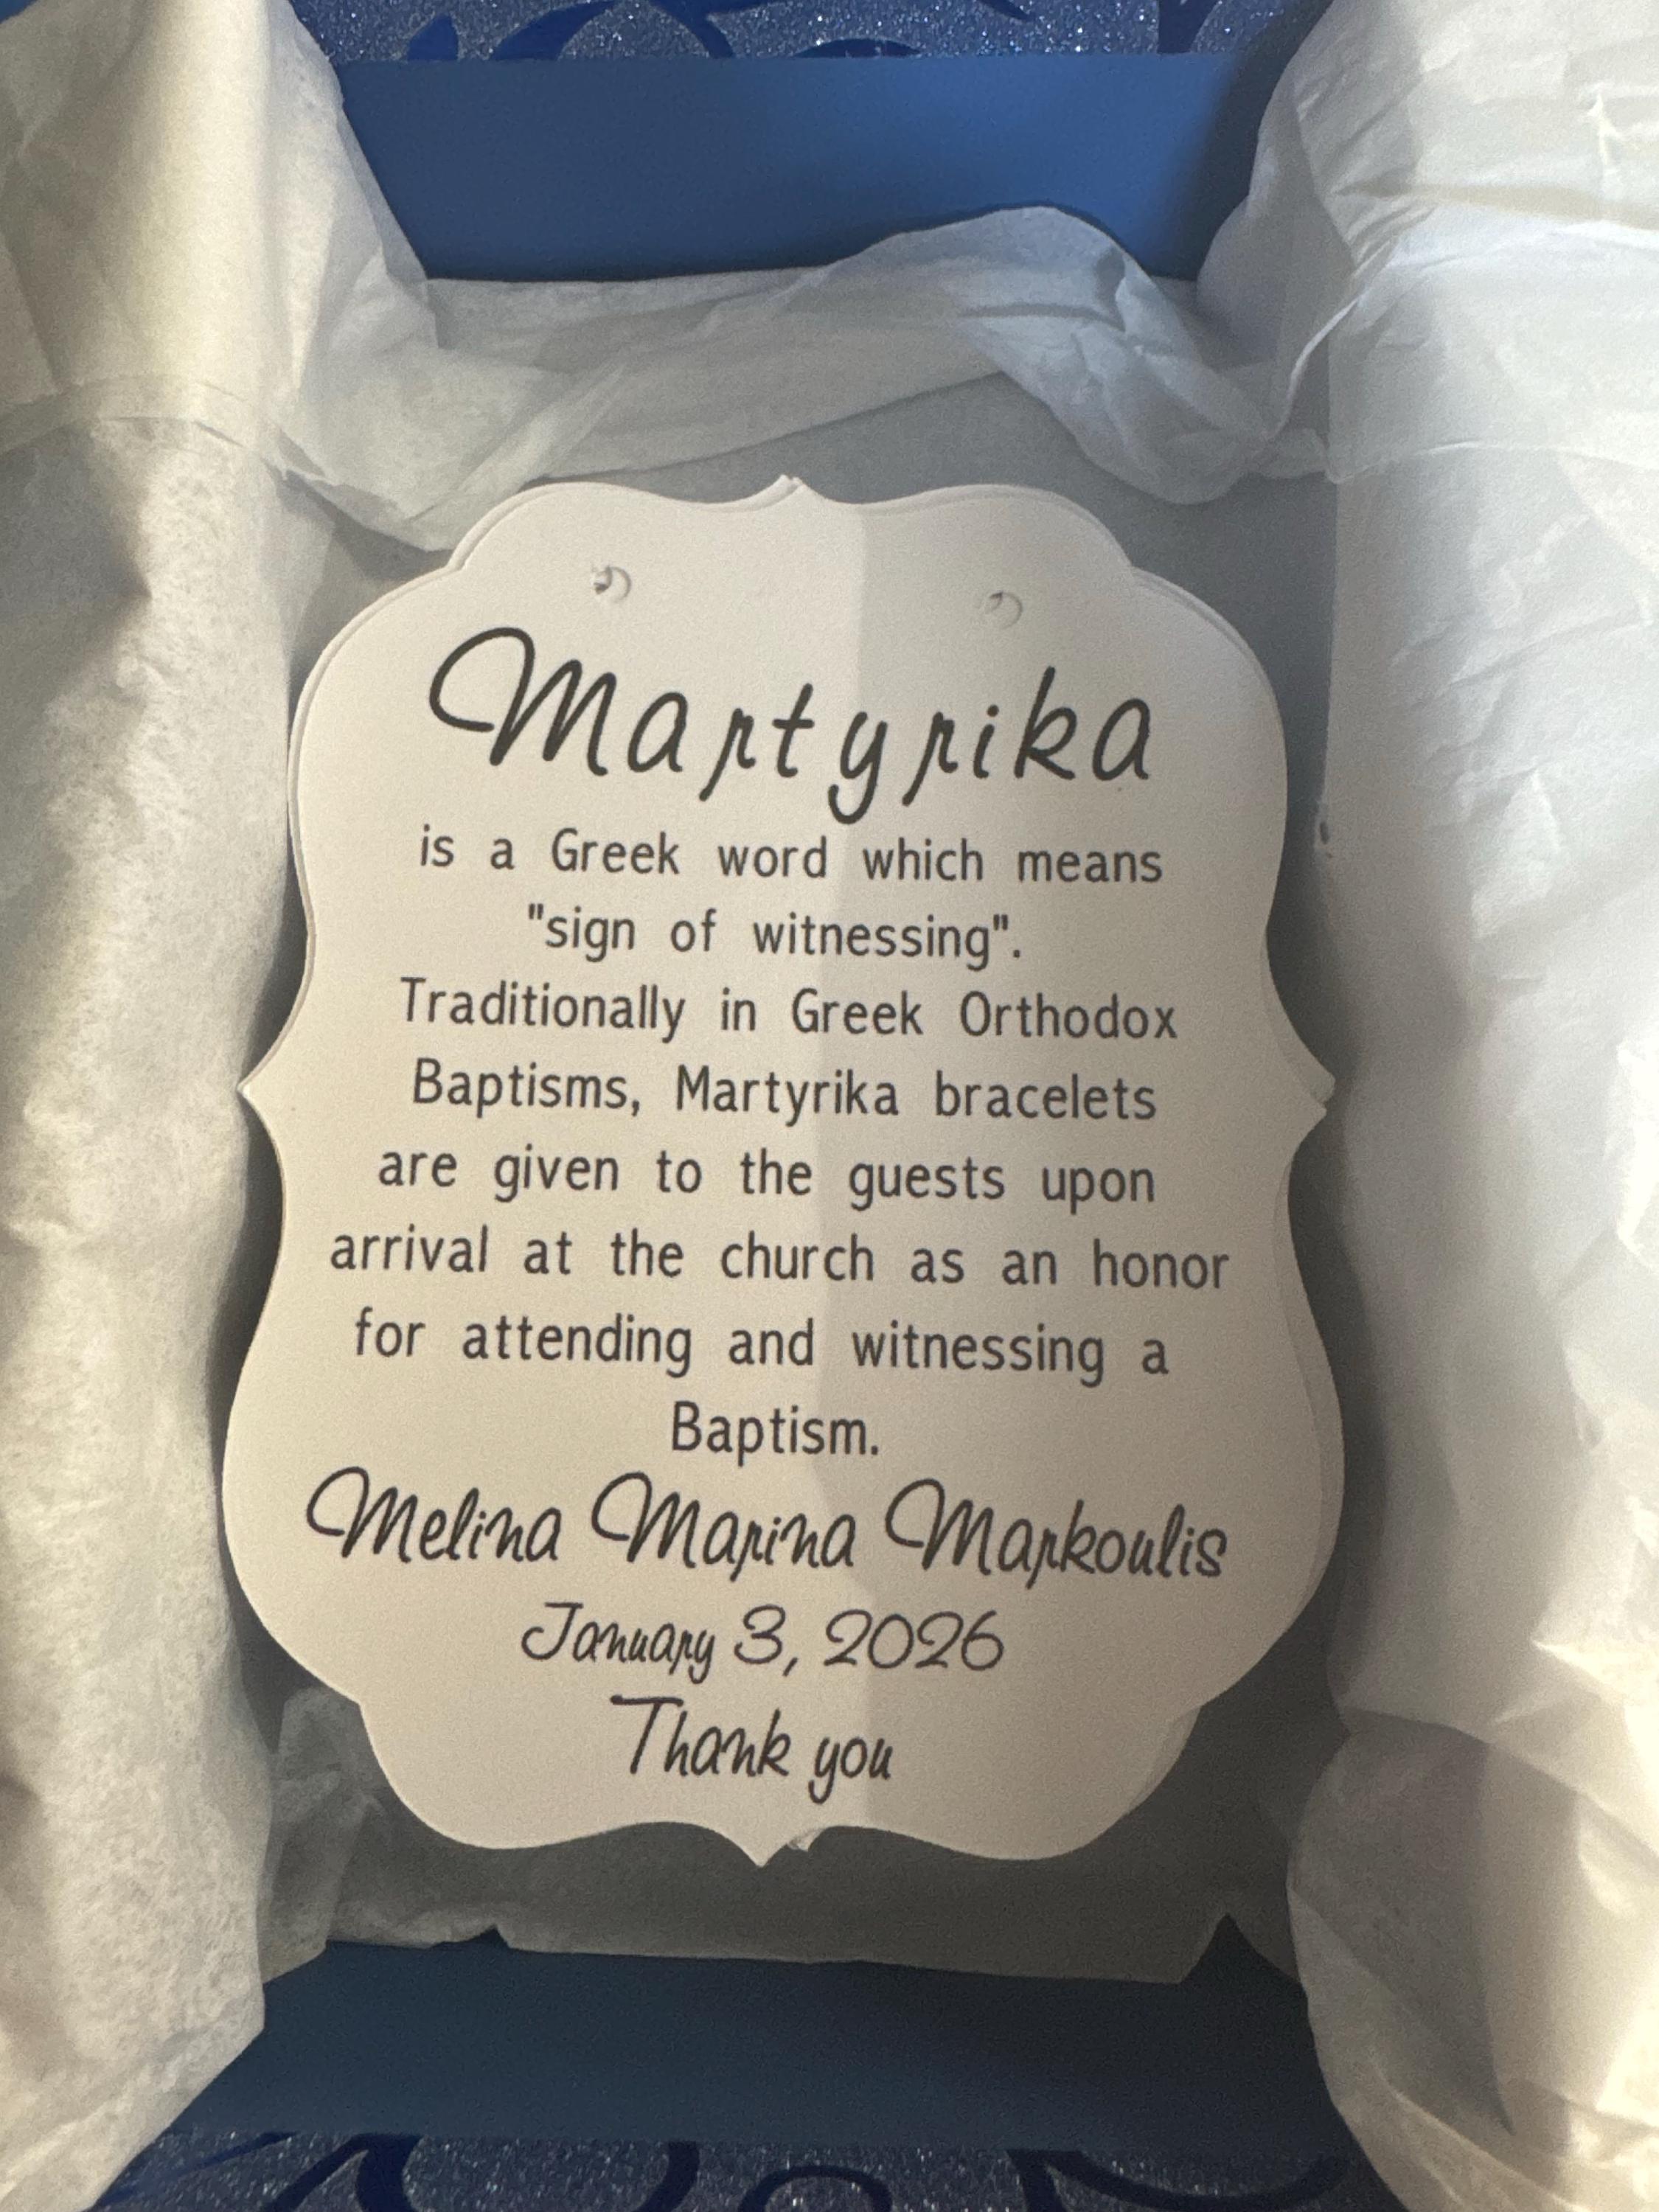 Martyrika
is a Greek word which means
"sign of witnessing".
Traditionally in Greek Orthodox
Baptisms, Martyrika bracelets
are given to the guests upon
arrival at the church as an honor
for attending and witnessing a
Baptism.
Melina Marina Markoulis
January 3, 2026
Thank you